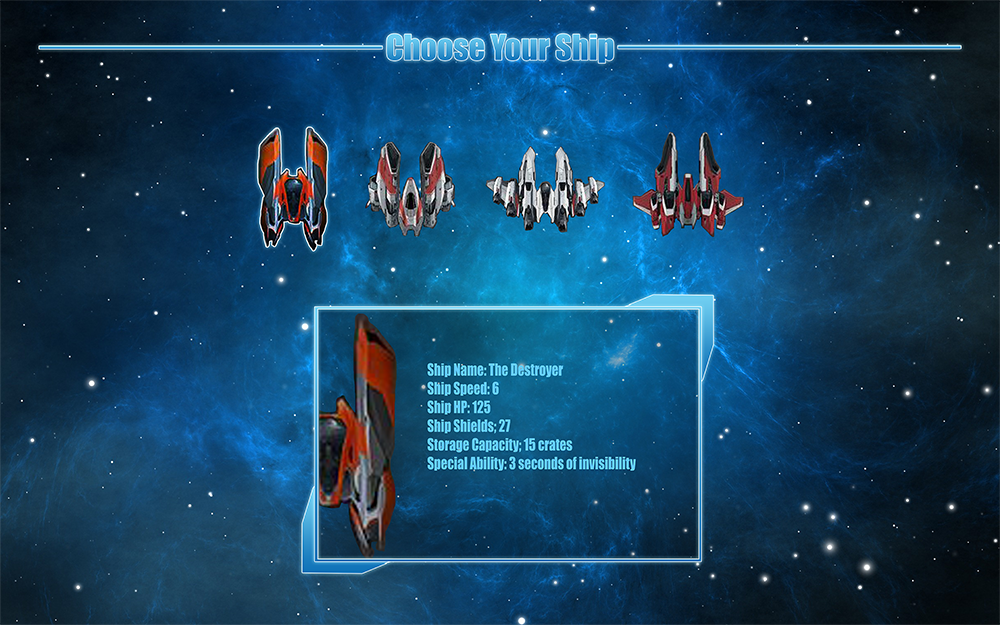 Choose Your Ship
Ship Name: The Destroyer
Ship Speed: 6
Ship HP: 125
Ship Shields; 27
Storage Capacity; 15 crates
Special Ability: 3 seconds of invisibility